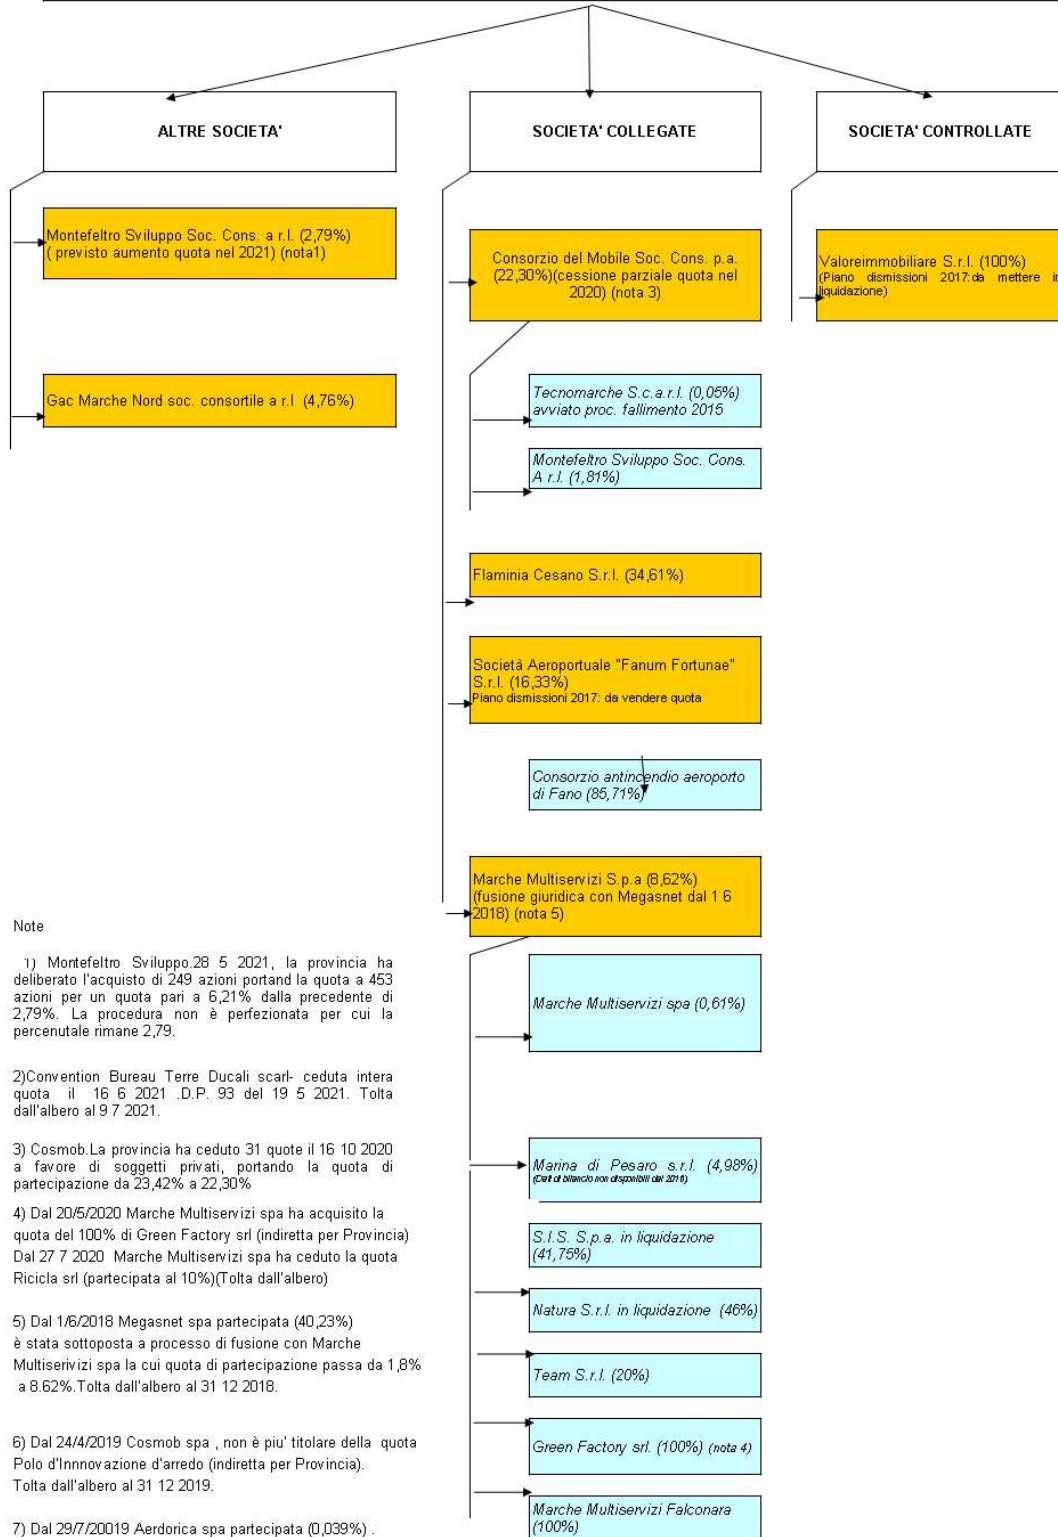 ALTRE SOCIETA'
SOCIETA' COLLEGATE
SOCIETA' CONTROLLATE
Montefeltro Sviluppo Soc. Cons. a r.l. (2,79%)
( previsto aumento quota nel 2021) (nota1)
Gac Marche Nord soc. consortile a r.l (4,76%)
Consorzio del Mobile Soc. Cons. p.a.
(22,30%)(cessione parziale quota nel
2020) (nota 3)
Tecnomarche S.c.a.r.l. (0,05%)
avviato proc. fallimento 2015
Montefeltro Sviluppo Soc. Cons.
A r.l. (1,81%)
Flaminia Cesano S.r.l. (34,61%)
Società Aeroportuale "Fanum Fortunae"
S.r.l. (16,33%)
Piano dismissioni 2017: da vendere quota
Consorzio antincendio aeroporto
di Fano (85,71%)
Marche Multiservizi S.p.a (8,62%)
(fusione giuridica con Megasnet dal 1 6
2018) (nota 5)
Marche Multiservizi spa (0,61%)
Marina di Pesaro s.r.l. (4,98%)
(Dati di bilancio non disponibili dal 2016)
S.I.S. S.p.a. in liquidazione
(41,75%)
Natura S.r.l. in liquidazione (46%)
Team S.r.l. (20%)
Green Factory srl. (100%) (nota 4)
Marche Multiservizi Falconara
(100%)
Valoreimmobiliare S.r.l. (100%)
(Piano dismissioni 2017:da mettere in
liquidazione)
Note
1) Montefeltro Sviluppo.28 5 2021, la provincia ha
deliberato l'acquisto di 249 azioni portand la quota a 453
azioni per un quota pari a 6,21% dalla precedente di
2,79%. La procedura non è perfezionata per cui la
percenutale rimane 2,79.
2)Convention Bureau Terre Ducali scarl- ceduta intera
quota il 16 6 2021 .D.P. 93 del 19 5 2021. Tolta
dall'albero al 9 7 2021.
3) Cosmob.La provincia ha ceduto 31 quote il 16 10 2020
a favore di soggetti privati, portando la quota di
partecipazione da 23,42% a 22,30%
4) Dal 20/5/2020 Marche Multiservizi spa ha acquisito la
quota del 100% di Green Factory srl (indiretta per Provincia)
Dal 27 7 2020 Marche Multiservizi spa ha ceduto la quota
Ricicla srl (partecipata al 10%)(Tolta dall'albero)
5) Dal 1/6/2018 Megasnet spa partecipata (40,23%)
è stata sottoposta a processo di fusione con Marche
Multiserivizi spa la cui quota di partecipazione passa da 1,8%
a 8.62%.Tolta dall'albero al 31 12 2018.
6) Dal 24/4/2019 Cosmob spa , non è piu' titolare della quota
Polo d'Innnovazione d'arredo (indiretta per Provincia).
Tolta dall'albero al 31 12 2019.
7) Dal 29/7/20019 Aerdorica spa partecipata (0,039%) .